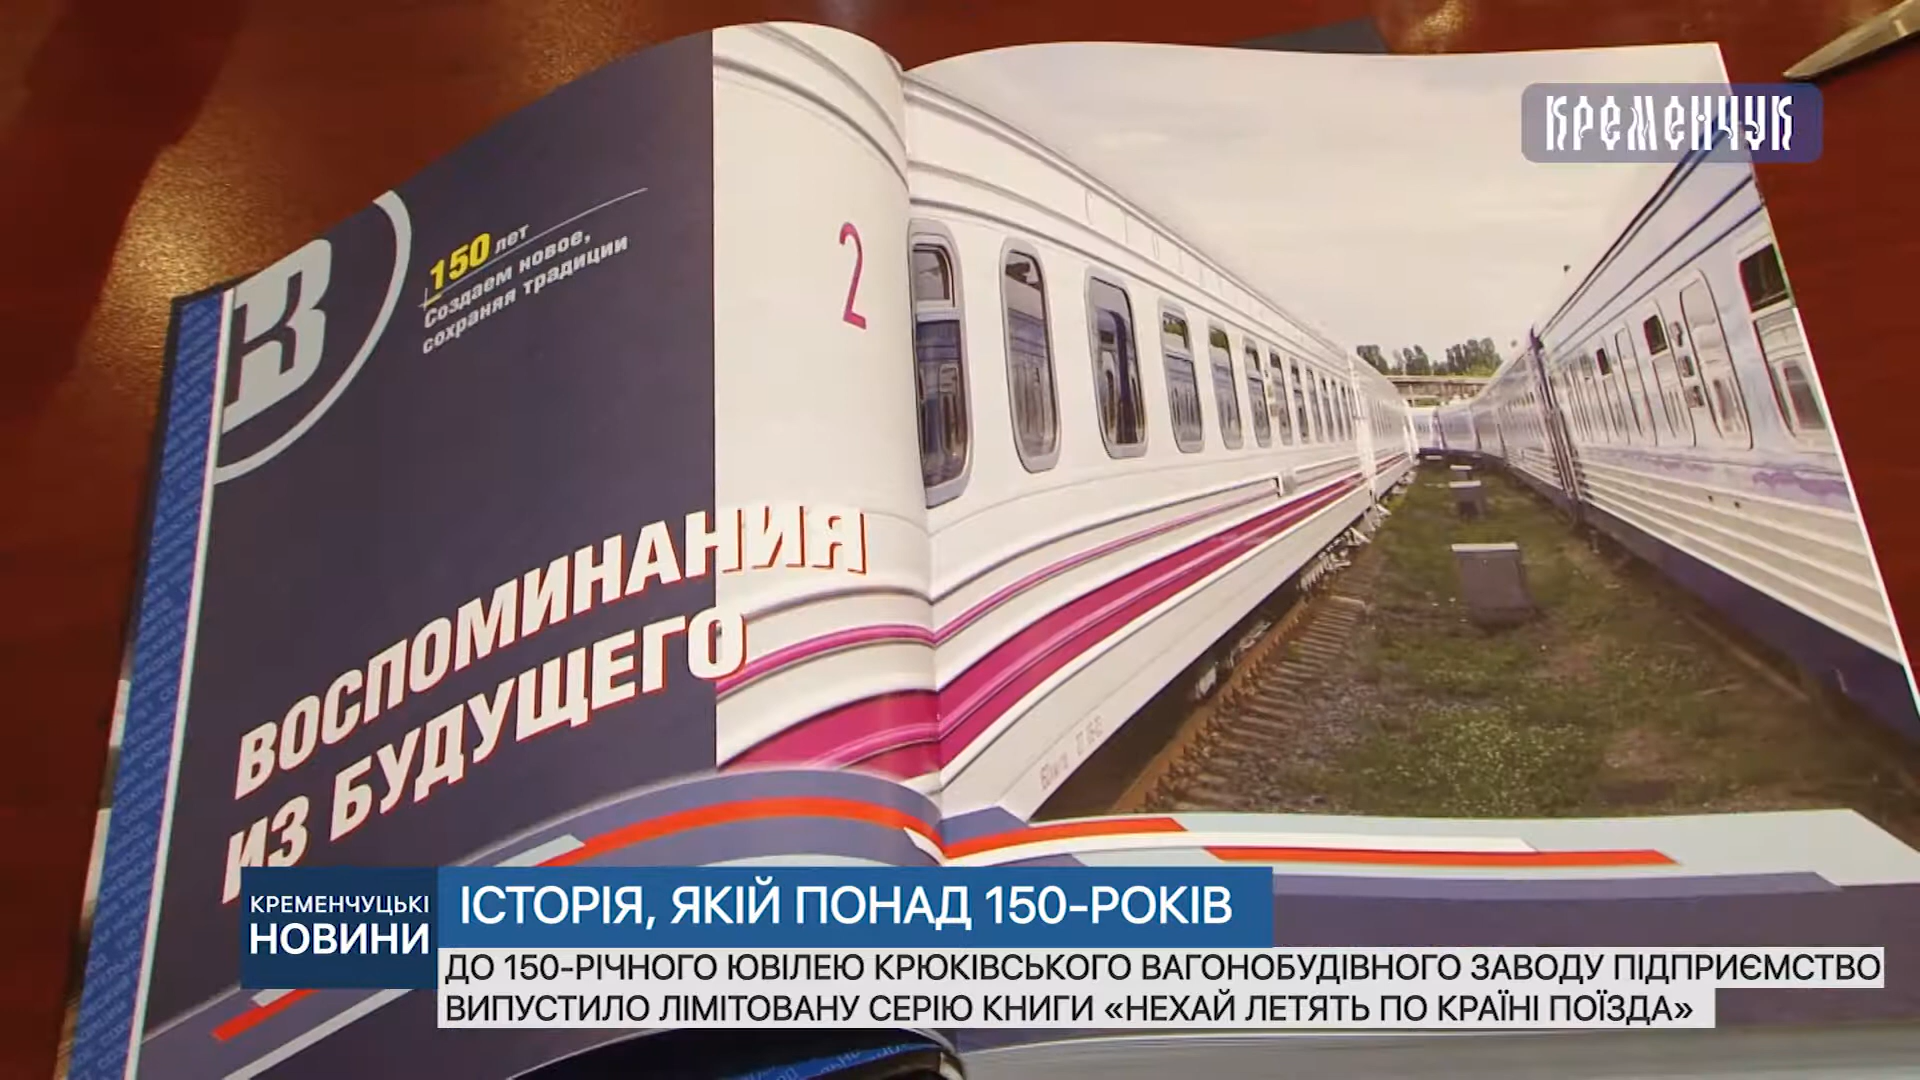 КРЕМЕНЧУК
150 лет
Создаем новое,
сохраняя традиции
2
ВОСПОМИНАНИЯ
ИЗ БУДУЩЕГО
КРЕМЕНЧУЦЬКІ
НОВИНИ
ІСТОРІЯ, ЯКІЙ ПОНАД 150-РОКІВ
ДО 150-РІЧНОГО ЮВІЛЕЮ КРЮКІВСЬКОГО ВАГОНОБУДІВНОГО ЗАВОДУ ПІДПРИЄМСТВО
ВИПУСТИЛО ЛІМІТОВАНУ СЕРІЮ КНИГИ «НЕХАЙ ЛЕТЯТЬ ПО КРАЇНІ ПОЇЗДА»